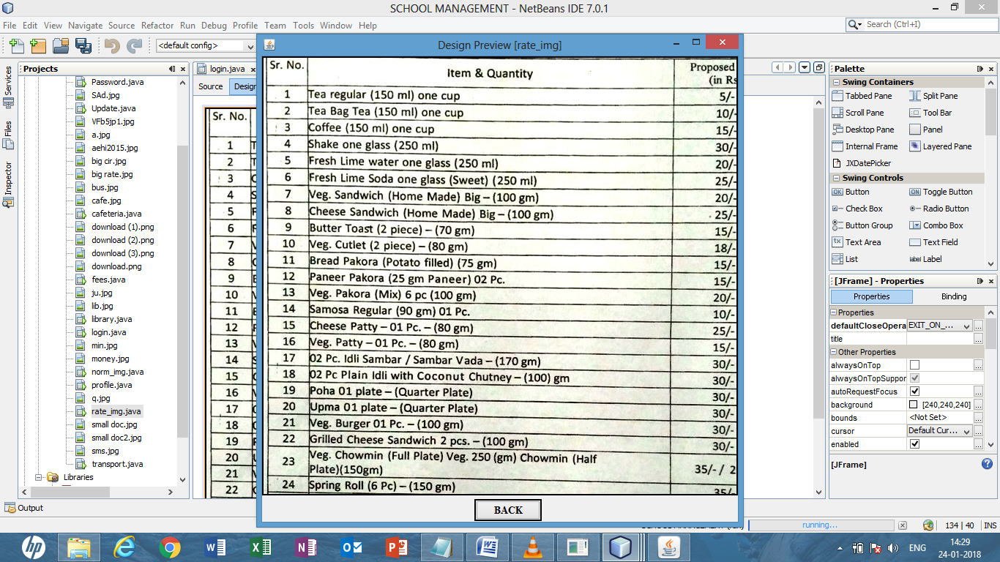 SCHOOL MANAGEMENT - NetBeans IDE 7.0.1
File Edit View Navigate Source Refactor Run Debug Profile Team Tools Window Help
Search (Ctrl+I)
<default config>
Design Preview [rate_img]
Services
Files
Inspector
Projects
Password.java
SAd.jpg
Update.java
VFb5jp1.jpg
a.jpg
aehi2015.jpg
big cir.jpg
big rate.jpg
bus.jpg
cafe.jpg
cafeteria.java
download (1).png
download (2).png
download (3).png
download.png
fees.java
ju.jpg
lib.jpg
library.java
login.java
min.jpg
money.jpg
norm_img.java
profile.java
q.jpg
rate_img.java
small doc.jpg
small doc2.jpg
sms.jpg
transport.java
Libraries
login.java
Source Design
Sr. No.
1
2
3
4
5
6
7
8
9
10
11
12
13
14
15
16
17
18
19
20
21
22
Sr. No. Item & Quantity Proposed
(in Rs
1 Tea regular (150 ml) one cup 5/-
2 Tea Bag Tea (150 ml) one cup 10/-
3 Coffee (150 ml) one cup 15/-
4 Shake one glass (250 ml) 30/-
5 Fresh Lime water one glass (250 ml) 20/-
6 Fresh Lime Soda one glass (Sweet) (250 ml) 25/-
7 Veg. Sandwich (Home Made) Big – (100 gm) 20/-
8 Cheese Sandwich (Home Made) Big – (100 gm) 25/-
9 Butter Toast (2 piece) – (70 gm) 15/-
10 Veg. Cutlet (2 piece) – (80 gm) 18/-
11 Bread Pakora (Potato filled) (75 gm) 15/-
12 Paneer Pakora (25 gm Paneer) 02 Pc. 15/-
13 Veg. Pakora (Mix) 6 pc (100 gm) 20/-
14 Samosa Regular (90 gm) 01 Pc. 10/-
15 Cheese Patty – 01 Pc. – (80 gm) 25/-
16 Veg. Patty – 01 Pc. – (80 gm) 15/-
17 02 Pc. Idli Sambar / Sambar Vada – (170 gm) 30/-
18 02 Pc Plain Idli with Coconut Chutney – (100) gm 30/-
19 Poha 01 plate – (Quarter Plate) 30/-
20 Upma 01 plate – (Quarter Plate) 30/-
21 Veg. Burger 01 Pc. – (100 gm) 30/-
22 Grilled Cheese Sandwich 2 pcs. – (100 gm) 30/-
23 Veg. Chowmin (Full Plate) Veg. 250 (gm) Chowmin (Half
Plate)(150gm) 35/- / 2
24 Spring Roll (6 Pc) – (150 gm) 35/-
BACK
Palette
Swing Containers
Tabbed Pane Split Pane
Scroll Pane Tool Bar
Desktop Pane Panel
Internal Frame Layered Pane
JXDatePicker
Swing Controls
Button Toggle Button
Check Box Radio Button
Button Group Combo Box
Text Area Text Field
List Label
[JFrame] - Properties
Properties Binding
Properties
defaultCloseOpera EXIT_ON_...
title
Other Properties
alwaysOnTop
alwaysOnTopSuppor
autoRequestFocus
background [240,240,240]
bounds <Not Set>
cursor Default Cur...
enabled
[JFrame]
Output
running...
134 | 40 INS
ENG
14:29
24-01-2018